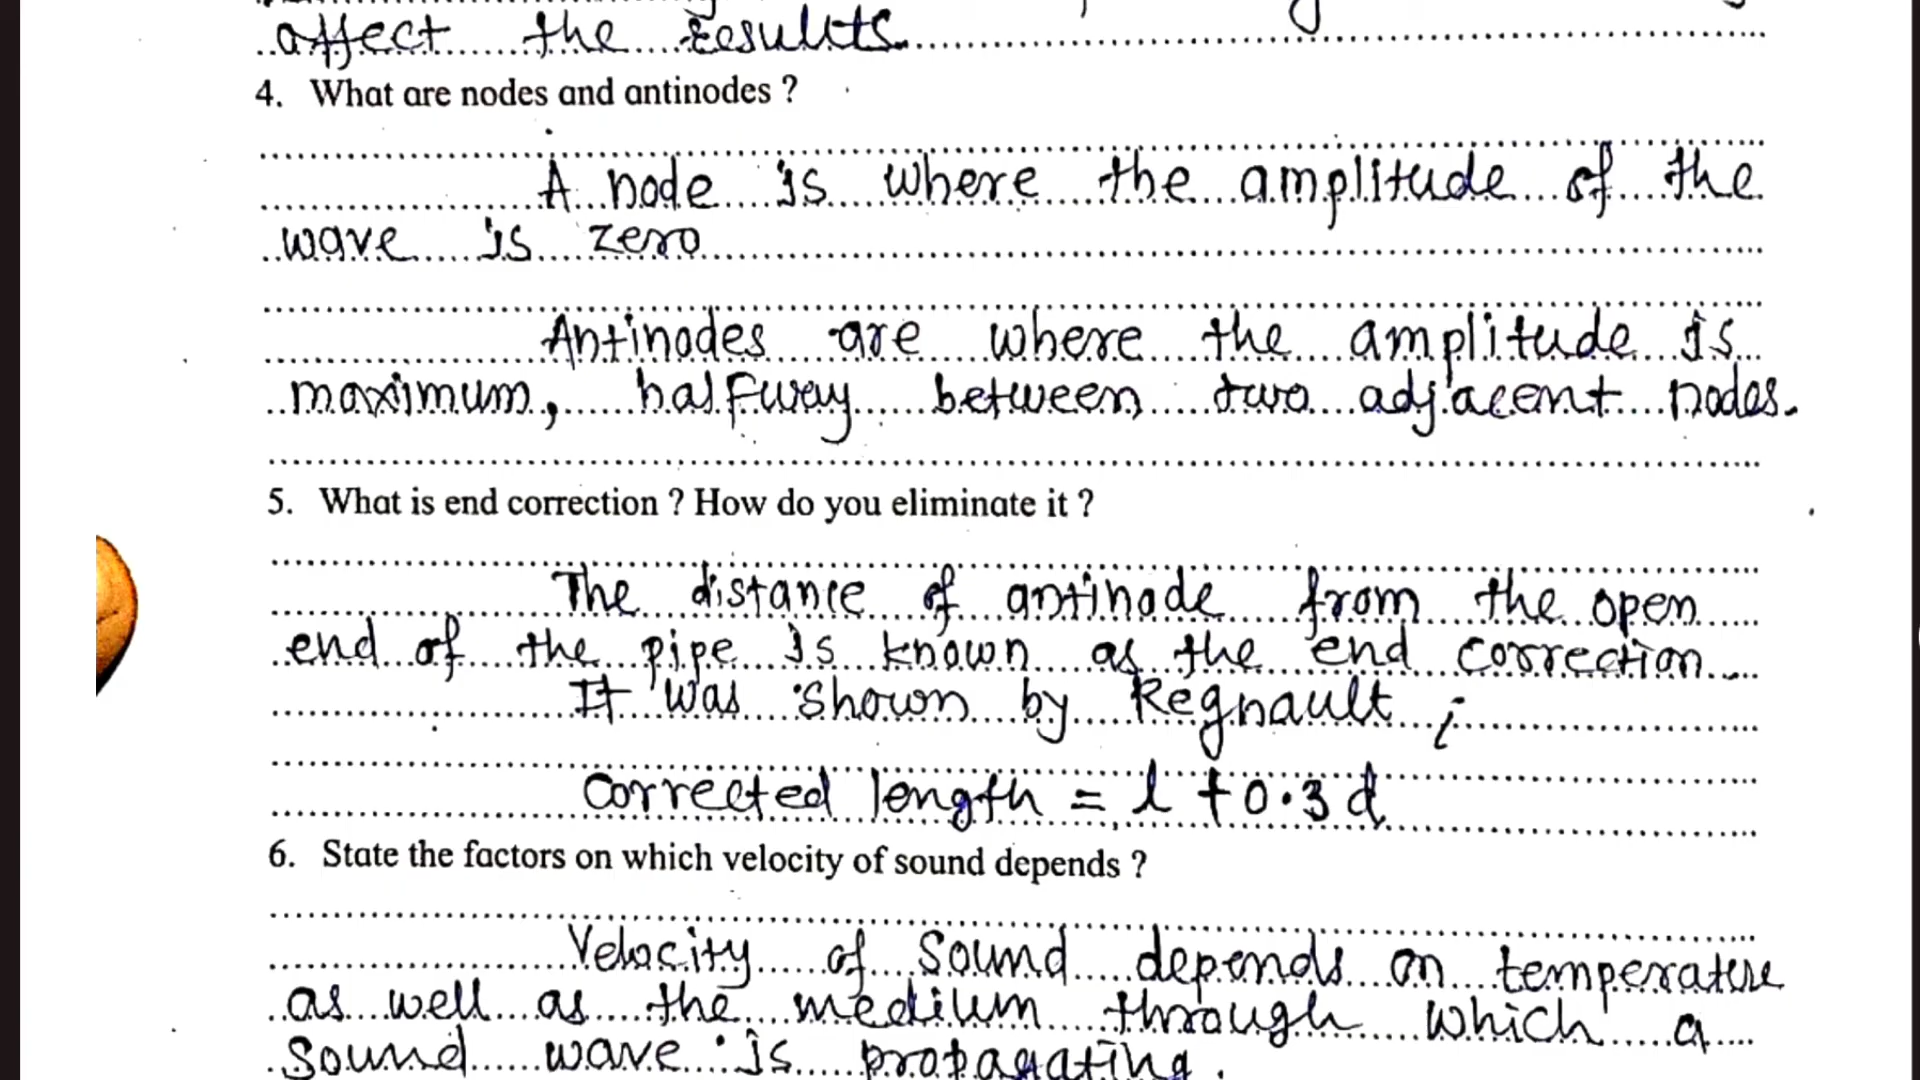 affect the results.
4. What are nodes and antinodes ?
A node is where the amplitude of the
wave is zero
Antinodes are where the amplitude is
maximum, halfway between two adjacent nodes.
5. What is end correction ? How do you eliminate it ?
The distance of antinode from the open
end of the pipe is known as the end correction
It was shown by Regnault ;
Corrected length = l + 0.3 d
6. State the factors on which velocity of sound depends ?
Velocity of Sound depends on temperature
as well as the medium through which a
Sound wave is propagating.